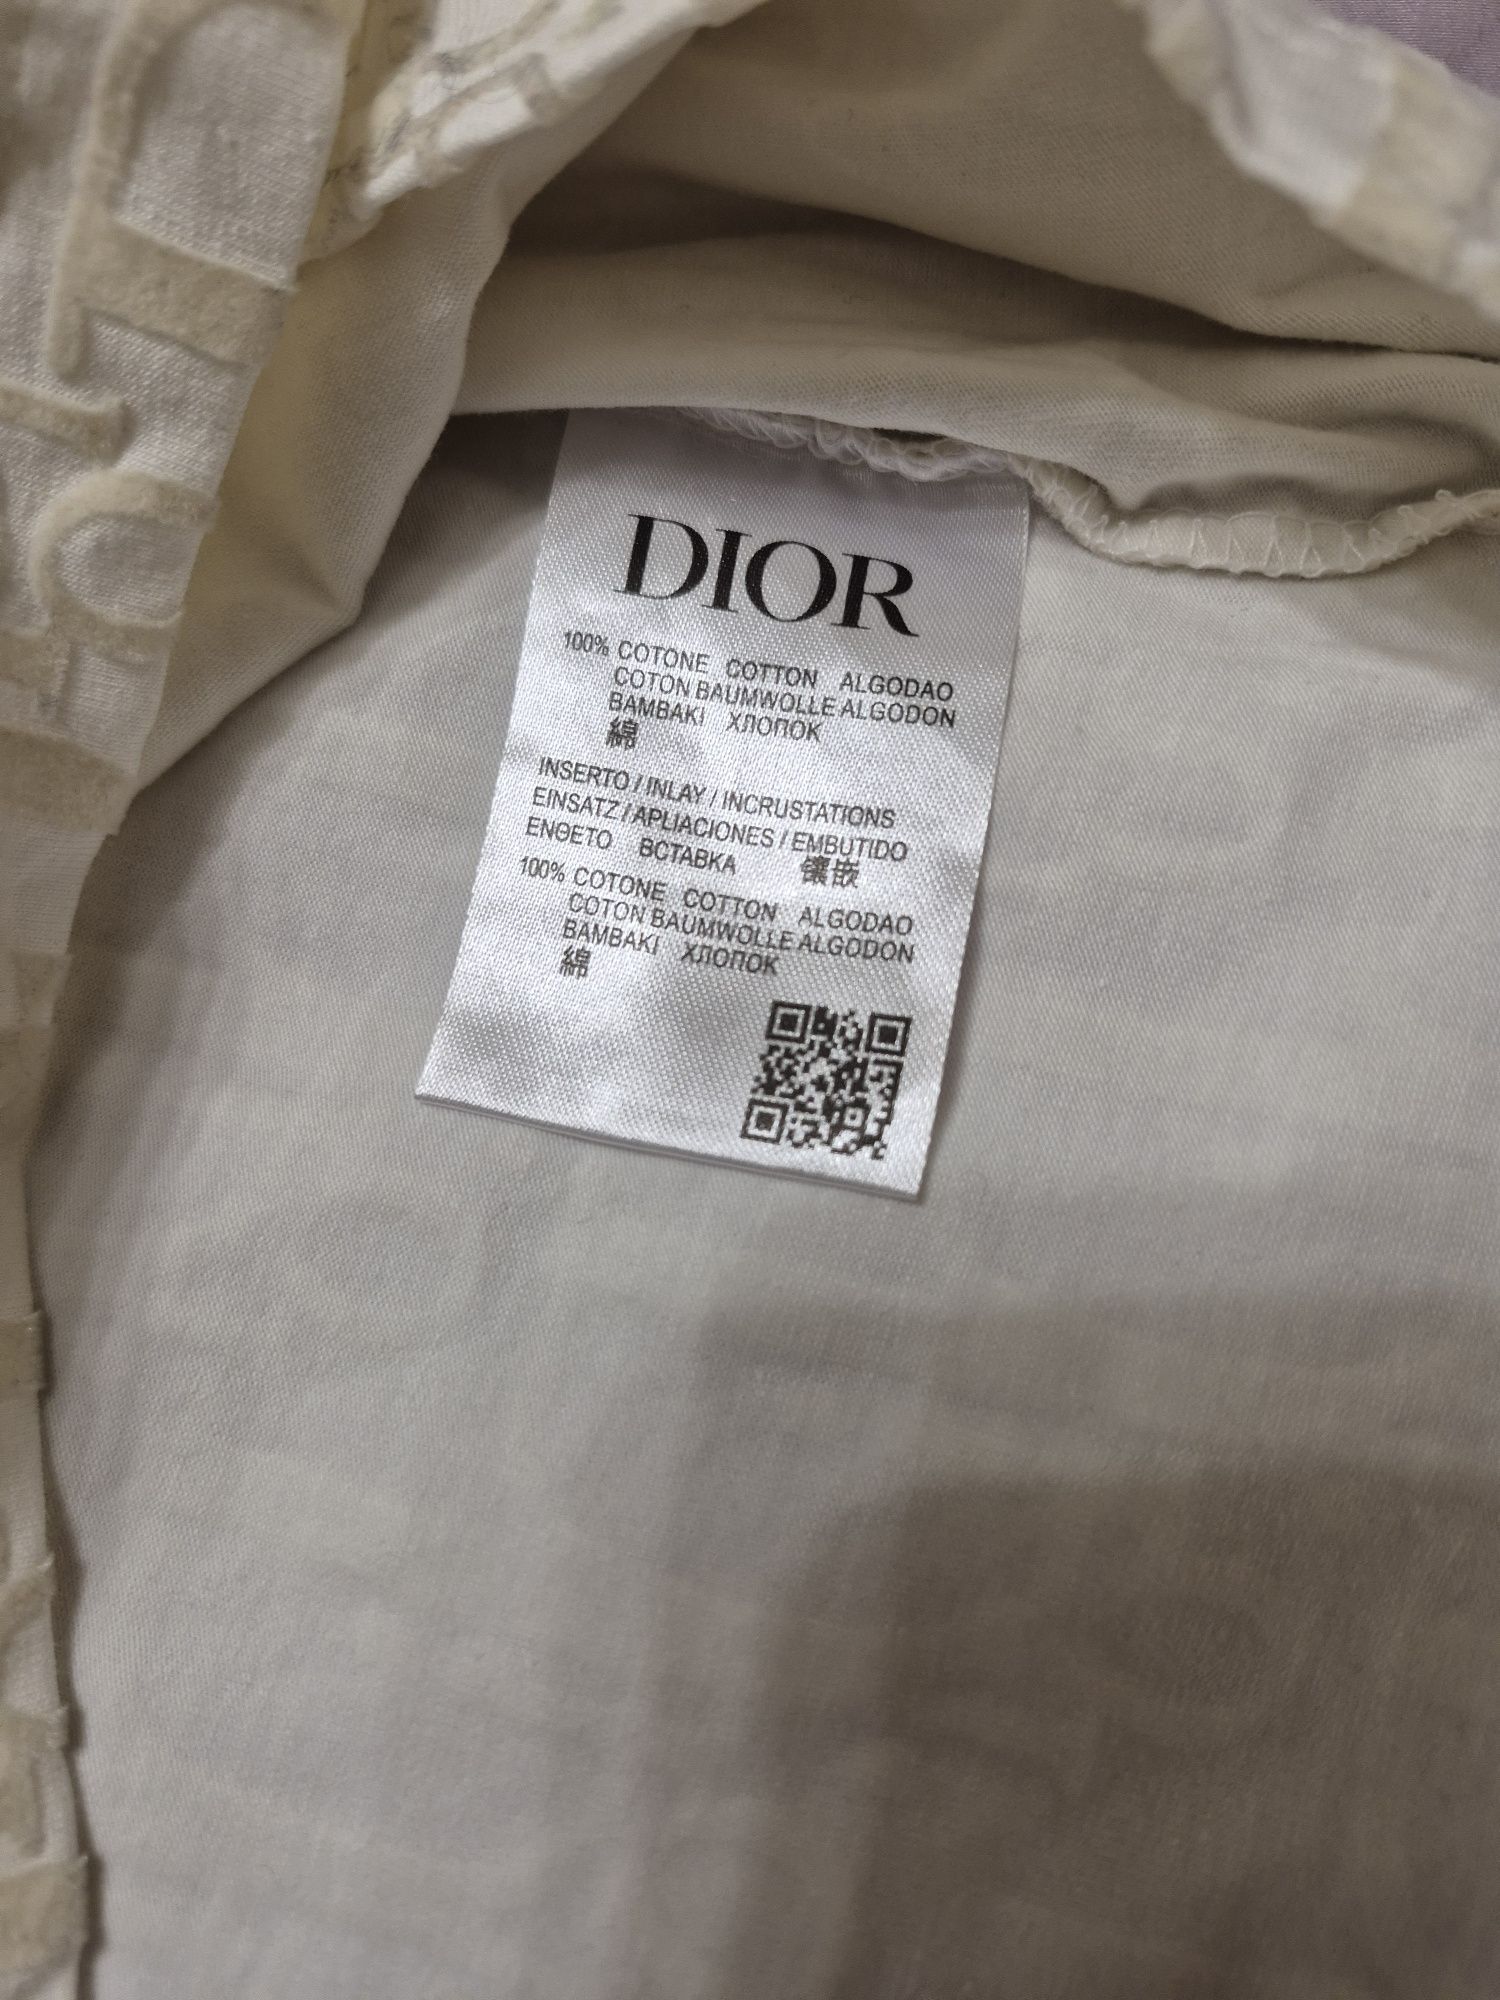 DIOR
100% COTONE COTTON ALGODAO
COTON BAUMWOLLE ALGODON
BAMBAKI ХЛОПОК
綿
INSERTO / INLAY / INCRUSTATIONS
EINSATZ / APLIACIONES / EMBUTIDO
ΕΝΘΕΤΟ ВСТАВКА 镶嵌
100% COTONE COTTON ALGODAO
COTON BAUMWOLLE ALGODON
BAMBAKI ХЛОПОК
綿